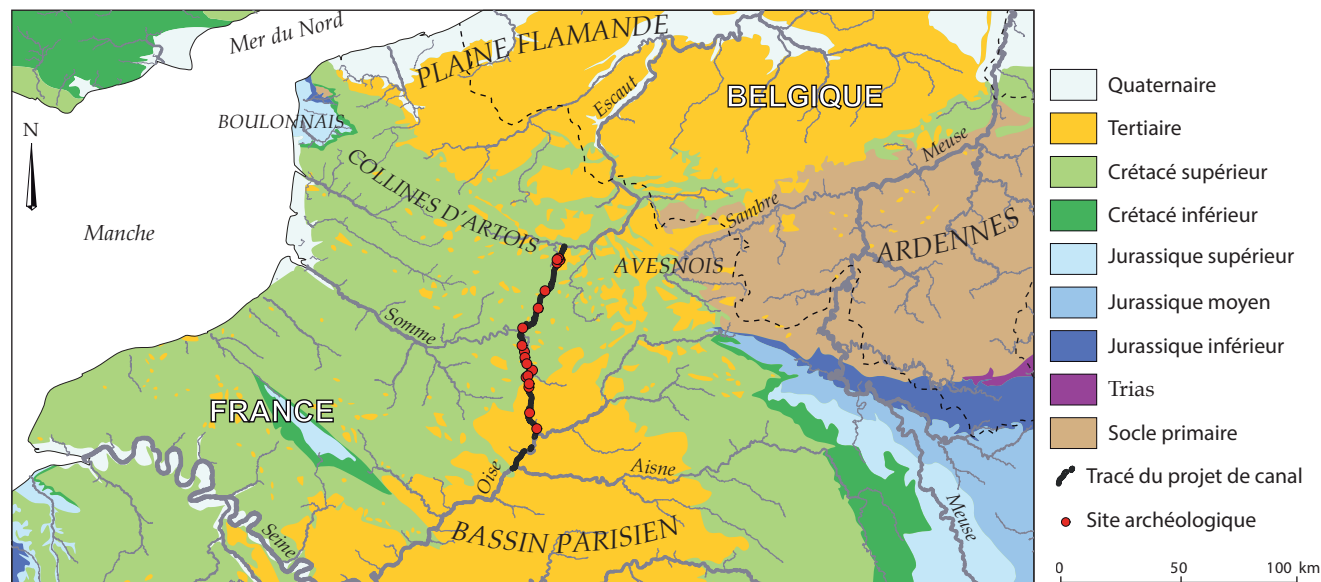 Mer du Nord
PLAINE FLAMANDE
Escaut
BELGIQUE
BOULONNAIS
N
COLLINES D'ARTOIS
Meuse
Sambre
Manche
ARDENNES
AVESNOIS
Somme
FRANCE
Oise
Aisne
Seine
BASSIN PARISIEN
Meuse
Quaternaire
Tertiaire
Crétacé supérieur
Crétacé inférieur
Jurassique supérieur
Jurassique moyen
Jurassique inférieur
Trias
Socle primaire
Tracé du projet de canal
Site archéologique
0 50 100 km